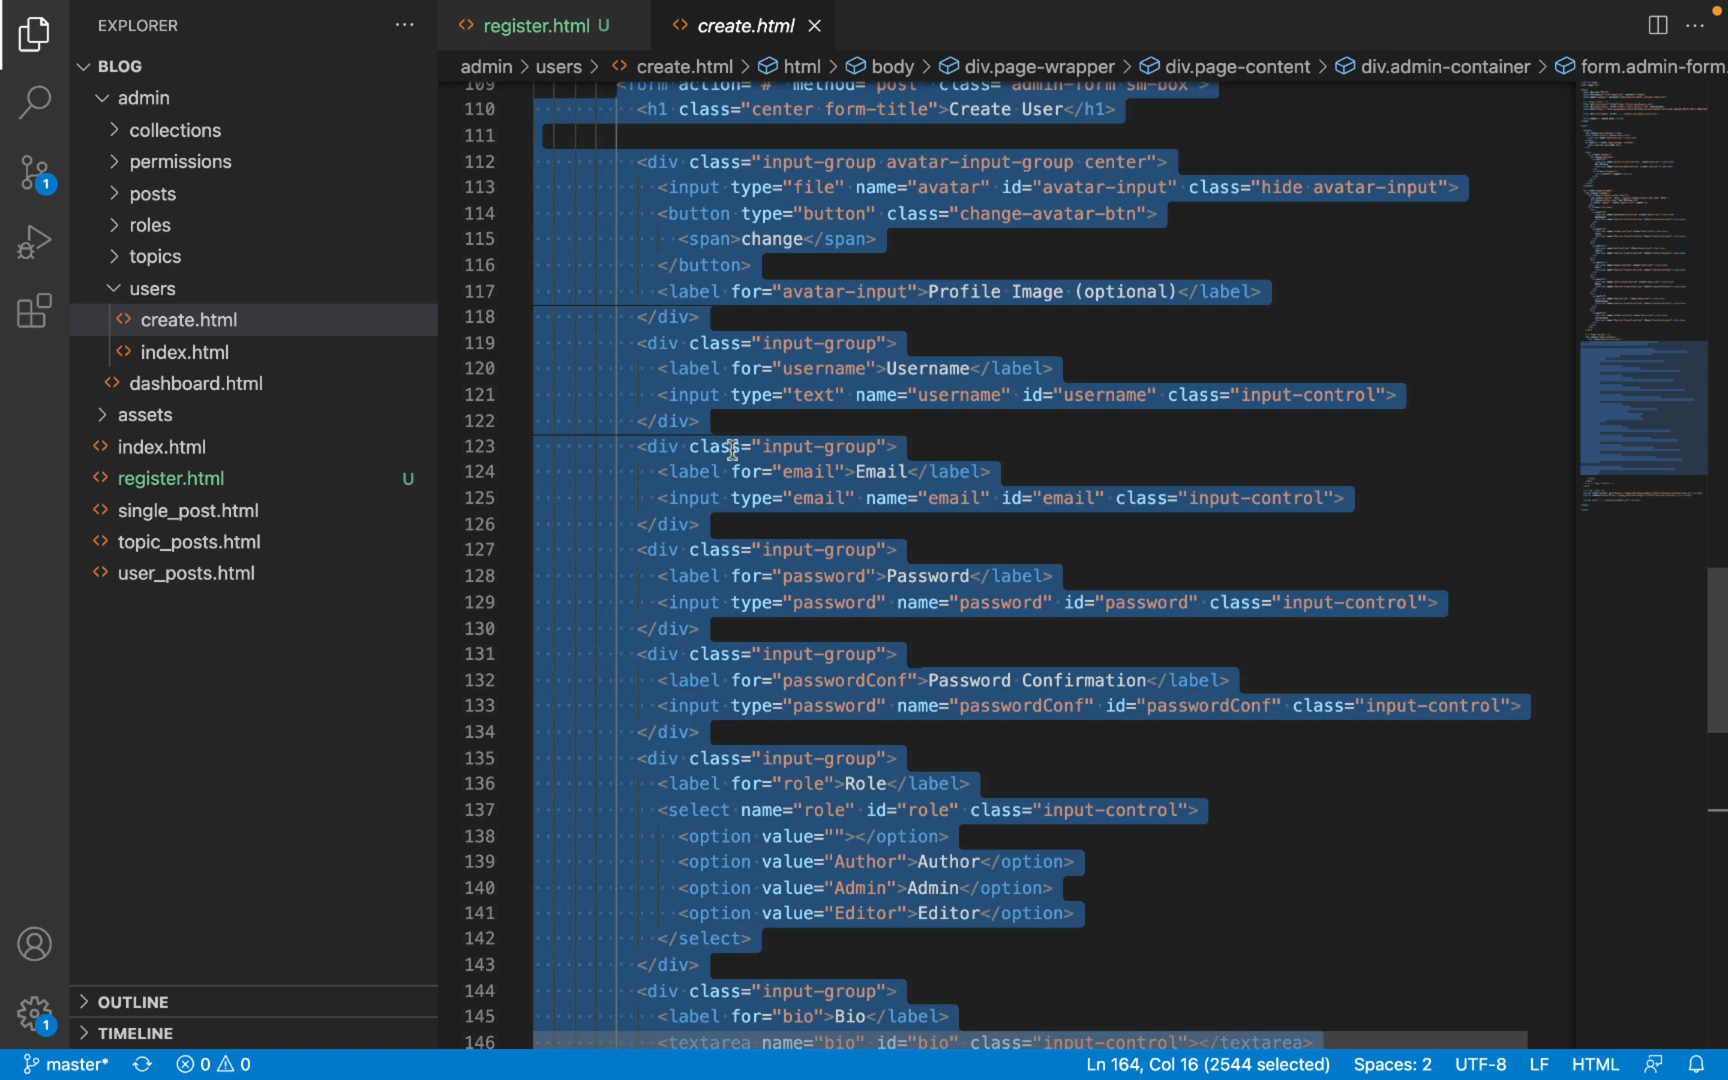 EXPLORER
BLOG
admin
collections
permissions
posts
roles
topics
users
create.html
index.html
dashboard.html
assets
index.html
register.html U
single_post.html
topic_posts.html
user_posts.html
OUTLINE
TIMELINE
1
1
register.html U
create.html
admin > users > create.html > html > body > div.page-wrapper > div.page-content > div.admin-container > form.admin-form.
109 <form action="#" method="post" class="admin-form sm-box">
110 <h1 class="center form-title">Create User</h1>
111
112 <div class="input-group avatar-input-group center">
113 <input type="file" name="avatar" id="avatar-input" class="hide avatar-input">
114 <button type="button" class="change-avatar-btn">
115 <span>change</span>
116 </button>
117 <label for="avatar-input">Profile Image (optional)</label>
118 </div>
119 <div class="input-group">
120 <label for="username">Username</label>
121 <input type="text" name="username" id="username" class="input-control">
122 </div>
123 <div class="input-group">
124 <label for="email">Email</label>
125 <input type="email" name="email" id="email" class="input-control">
126 </div>
127 <div class="input-group">
128 <label for="password">Password</label>
129 <input type="password" name="password" id="password" class="input-control">
130 </div>
131 <div class="input-group">
132 <label for="passwordConf">Password Confirmation</label>
133 <input type="password" name="passwordConf" id="passwordConf" class="input-control">
134 </div>
135 <div class="input-group">
136 <label for="role">Role</label>
137 <select name="role" id="role" class="input-control">
138 <option value=""></option>
139 <option value="Author">Author</option>
140 <option value="Admin">Admin</option>
141 <option value="Editor">Editor</option>
142 </select>
143 </div>
144 <div class="input-group">
145 <label for="bio">Bio</label>
146 <textarea name="bio" id="bio" class="input-control"></textarea>
master* 0 0 Ln 164, Col 16 (2544 selected) Spaces: 2 UTF-8 LF HTML